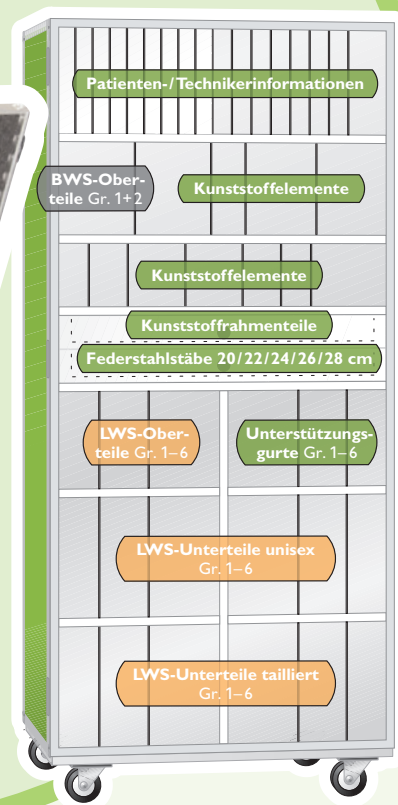 Patienten-/Technikerinformationen
BWS-Ober-
teile Gr. 1+2
Kunststoffelemente
Kunststoffelemente
Kunststoffrahmenteile
Federstahlstäbe 20/22/24/26/28 cm
LWS-Ober-
teile Gr. 1–6
Unterstützungs-
gurte Gr. 1–6
LWS-Unterteile unisex
Gr. 1–6
LWS-Unterteile tailliert
Gr. 1–6